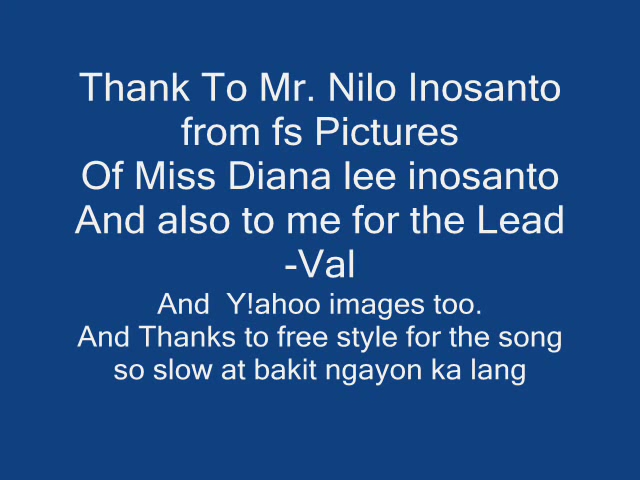 Thank To Mr. Nilo Inosanto
from fs Pictures
Of Miss Diana lee inosanto
And also to me for the Lead
-Val
And  Y!ahoo images too.
And Thanks to free style for the song
so slow at bakit ngayon ka lang